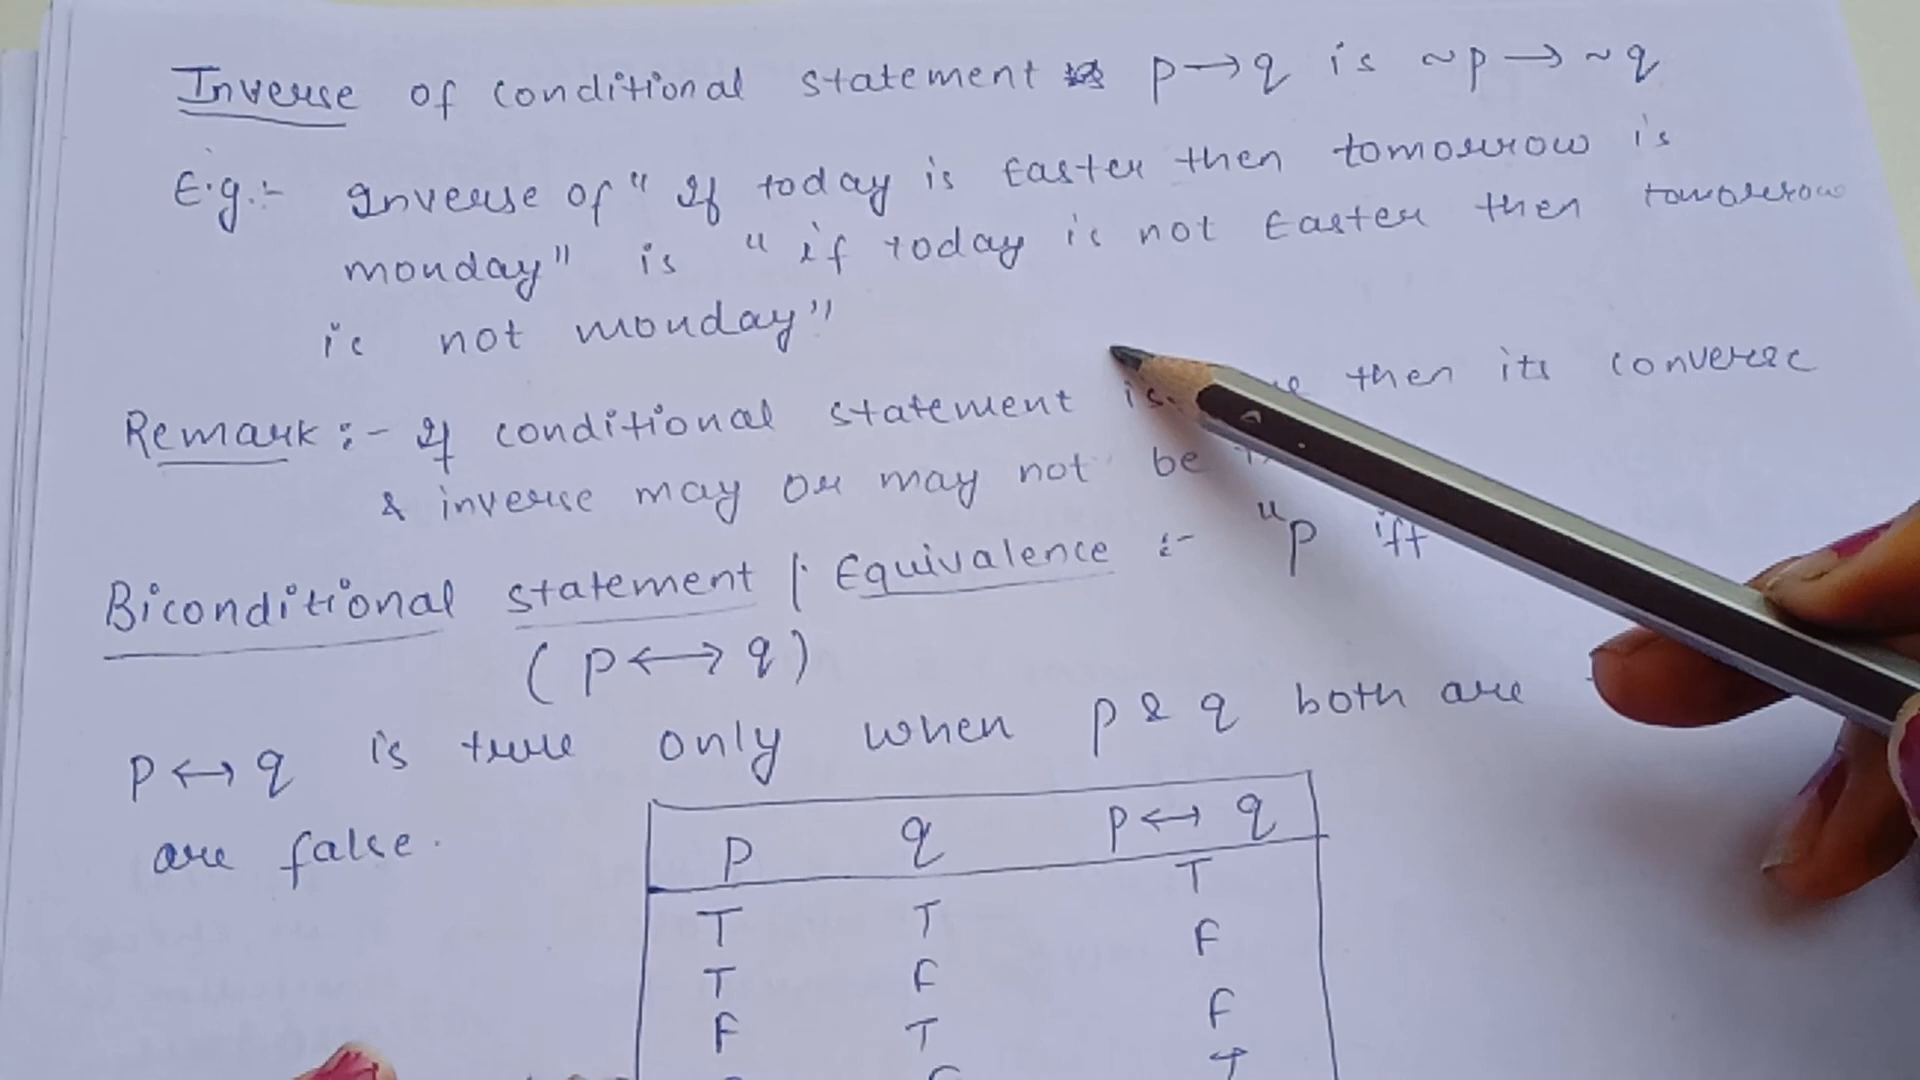 Inverse of conditional statement p→q is ~p→~q
E.g:- Inverse of "If today is Easter then tomorrow is
monday" is "if today is not Easter then tomorrow
is not monday"
Remark:- If conditional statement is then its converse
& inverse may or may not be
Biconditional statement / Equivalence :- "p iff
(P↔q)
P↔q is true only when p & q both are
are false.
P q P↔q
T T T
T F F
F T F
T